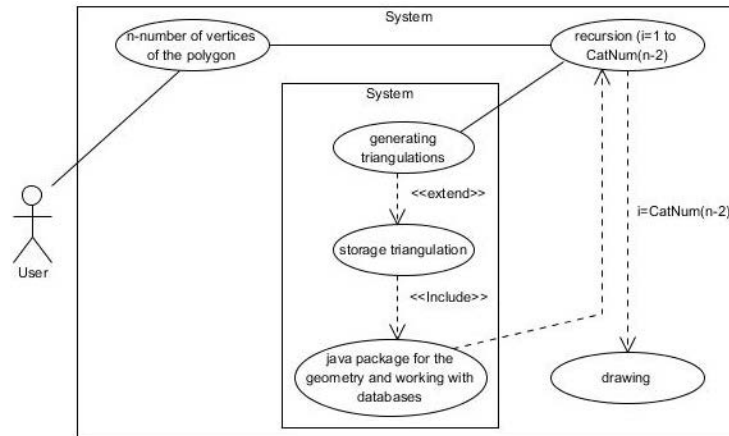 System
n-number of vertices
of the polygon
recursion (i=1 to
CatNum(n-2)
System
generating
triangulations
<<extend>>
i=CatNum(n-2)
storage triangulation
User
<<Include>>
java package for the
geometry and working with
databases
drawing